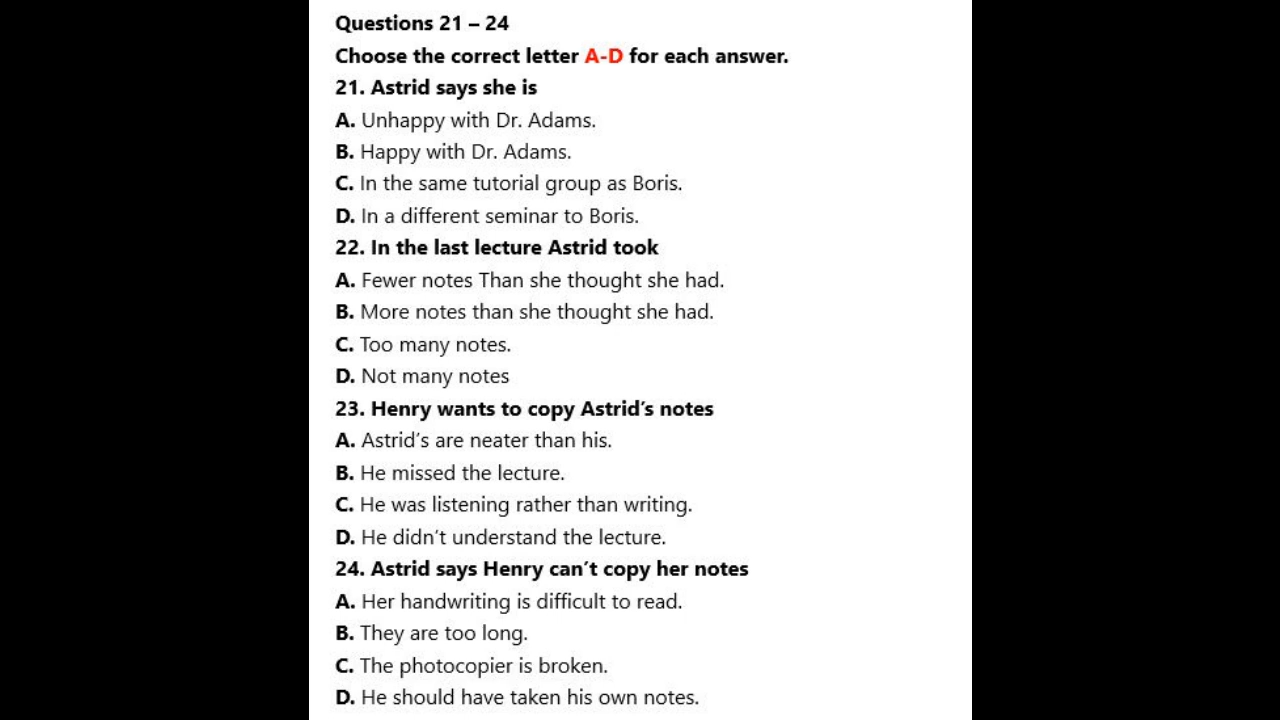 Questions 21 – 24
Choose the correct letter A-D for each answer.
21. Astrid says she is
A. Unhappy with Dr. Adams.
B. Happy with Dr. Adams.
C. In the same tutorial group as Boris.
D. In a different seminar to Boris.
22. In the last lecture Astrid took
A. Fewer notes Than she thought she had.
B. More notes than she thought she had.
C. Too many notes.
D. Not many notes
23. Henry wants to copy Astrid’s notes
A. Astrid’s are neater than his.
B. He missed the lecture.
C. He was listening rather than writing.
D. He didn’t understand the lecture.
24. Astrid says Henry can’t copy her notes
A. Her handwriting is difficult to read.
B. They are too long.
C. The photocopier is broken.
D. He should have taken his own notes.